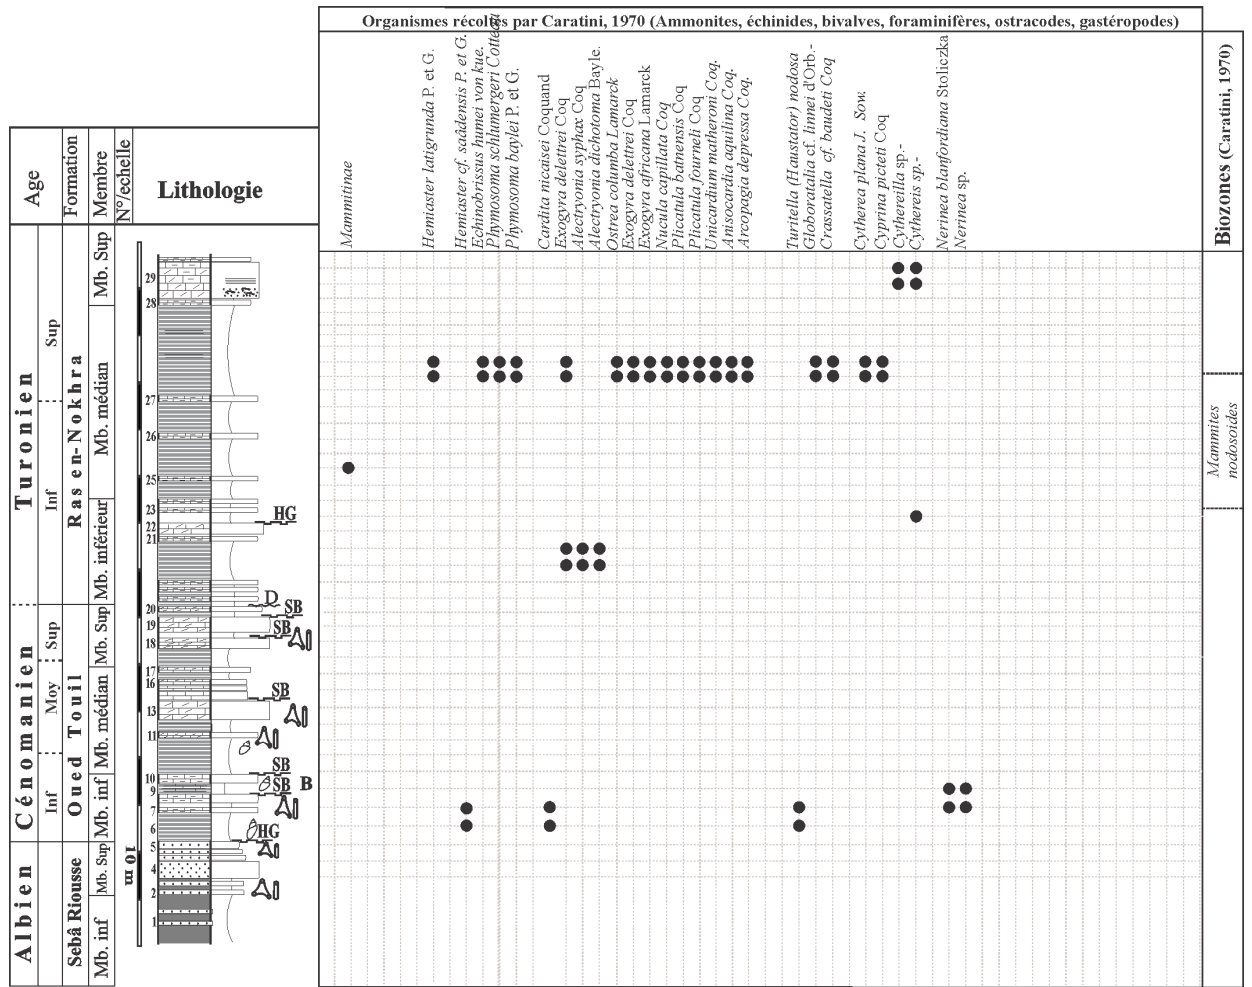 Organismes récoltés par Caratini, 1970 (Ammonites, échinides, bivalves, foraminifères, ostracodes, gastéropodes)
Age
Formation
Membre
N°/echelle
Lithologie
Mammitinae
Hemiaster latigrunda P. et G.
Hemiaster cf. saâdensis P. et G.
Echinobrissus humei von kue.
Phymosoma schlumergeri Cotteau
Phymosoma baylei P. et G.
Cardita nicaisei Coquand
Exogyra delettrei Coq
Alectryonia syphax Coq
Alectryonia dichotoma Bayle.
Ostrea columba Lamarck
Exogyra delettrei Coq
Exogyra africana Lamarck
Nucula capillata Coq
Plicatula batnensis Coq
Plicatula fourneli Coq
Unicardium matheroni Coq.
Anisocardia aquilina Coq.
Arcopagia depressa Coq.
Turitella (Haustator) nodosa
Globoratalia cf. linnei d'Orb.-
Crassatella cf. baudeti Coq
Cytherea plana J. Sow.
Cyprina picteti Coq
Cythereilla sp.-
Cythereis sp.-
Nerinea blanfordiana Stoliczka
Nerinea sp.
Biozones (Caratini, 1970)
Turonien
Sup
Inf
Cénomanien
Sup
Moy
Inf
Albien
Ras en-Nokhra
Oued Touil
Sebâ Riousse
Mb. Sup
Mb. médian
Mb. inférieur
Mb. Sup
Mb. médian
Mb. inf
Mb. Sup
Mb. inf
10 m
29
28
27
26
25
23
22
21
20
19
18
17
16
13
11
10
9
7
6
5
4
2
1
HG
D
SB
SB
SB
SB
SB B
HG
Mammites
nodosoides